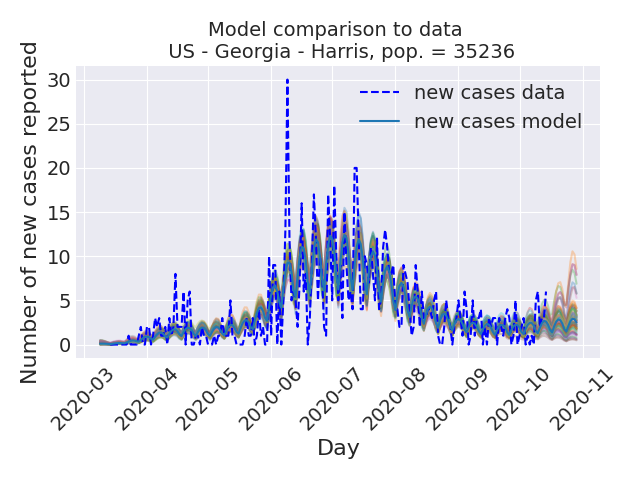 Model comparison to data
US - Georgia - Harris, pop. = 35236
Number of new cases reported
30
25
20
15
10
5
0
new cases data
new cases model
2020-03
2020-04
2020-05
2020-06
2020-07
2020-08
2020-09
2020-10
2020-11
Day